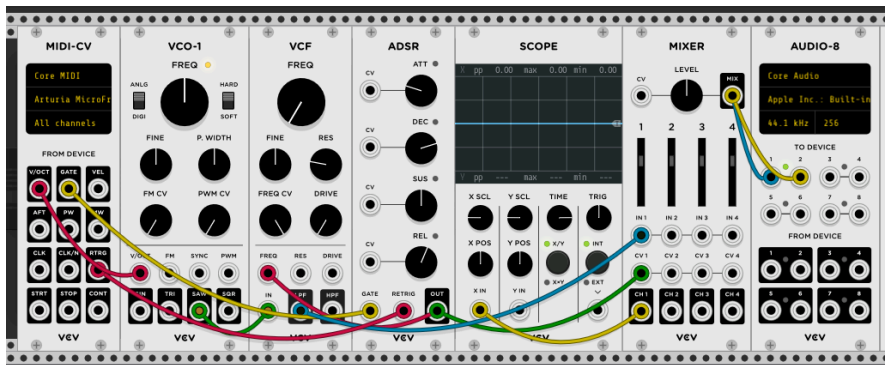 MIDI-CV
Core MIDI
Arturia MicroFr
All channels
FROM DEVICE
V/OCT GATE VEL
AFT PW
CLK CLK/N RTRG
STRT STOP CONT
VCV
VCO-1
FREQ
ANLG HARD
DIGI SOFT
FINE P. WIDTH
FM CV PWM CV
V/OCT FM SYNC PWM
TRI SAW SQR
VCV
VCF
FREQ
FINE RES
FREQ CV DRIVE
FREQ RES DRIVE
IN LPF HPF
VCV
ADSR
ATT
CV
DEC
CV
SUS
CV
REL
CV
GATE RETRIG OUT
VCV
SCOPE
X pp 0.00 max 0.00 min 0.00
Y pp --- max --- min ---
X SCL Y SCL TIME TRIG
X POS Y POS X/Y INT
X×Y EXT
X IN Y IN
VCV
MIXER
LEVEL
CV MIX
1 2 3 4
IN 1 IN 2 IN 3 IN 4
CV 1 CV 2 CV 3 CV 4
CH 1 CH 2 CH 3 CH 4
VCV
AUDIO-8
Core Audio
Apple Inc.: Built-in
44.1 kHz 256
TO DEVICE
1 2 3 4
5 6 7 8
FROM DEVICE
1 2 3 4
5 6 7 8
VCV